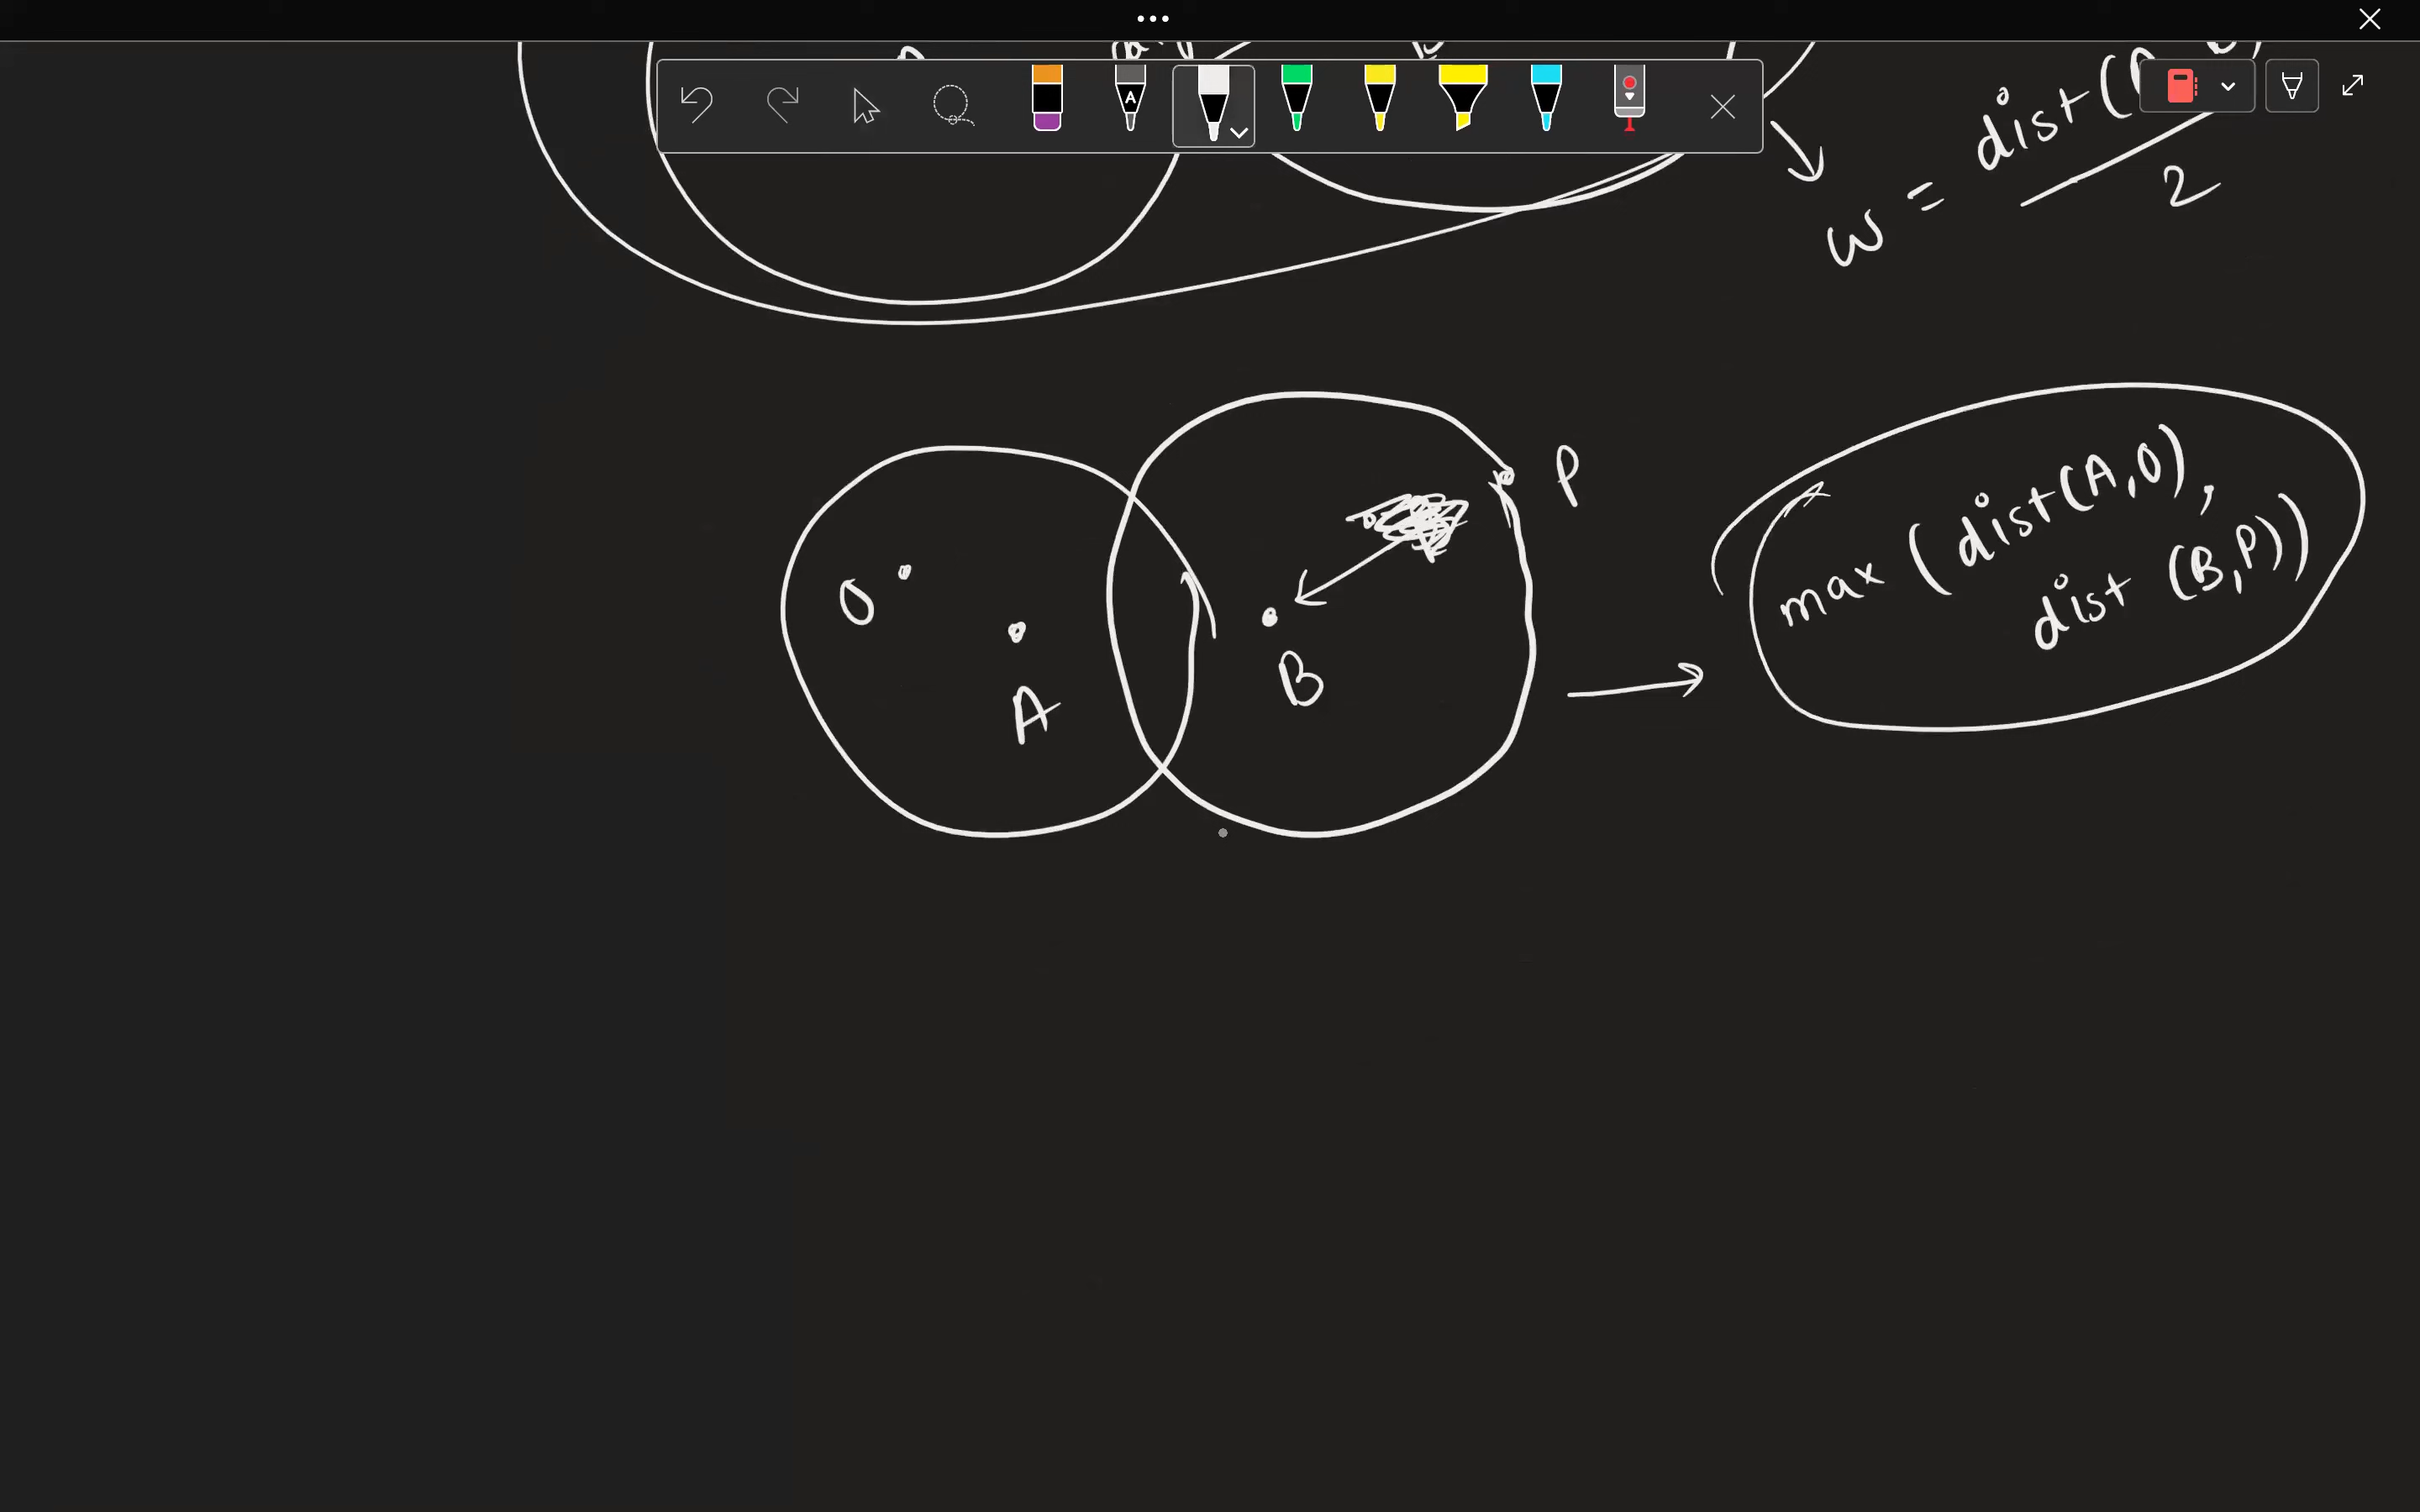 w = dist(
2
P
O
A
B
max (dist(A,O),
dist (B,P))
A